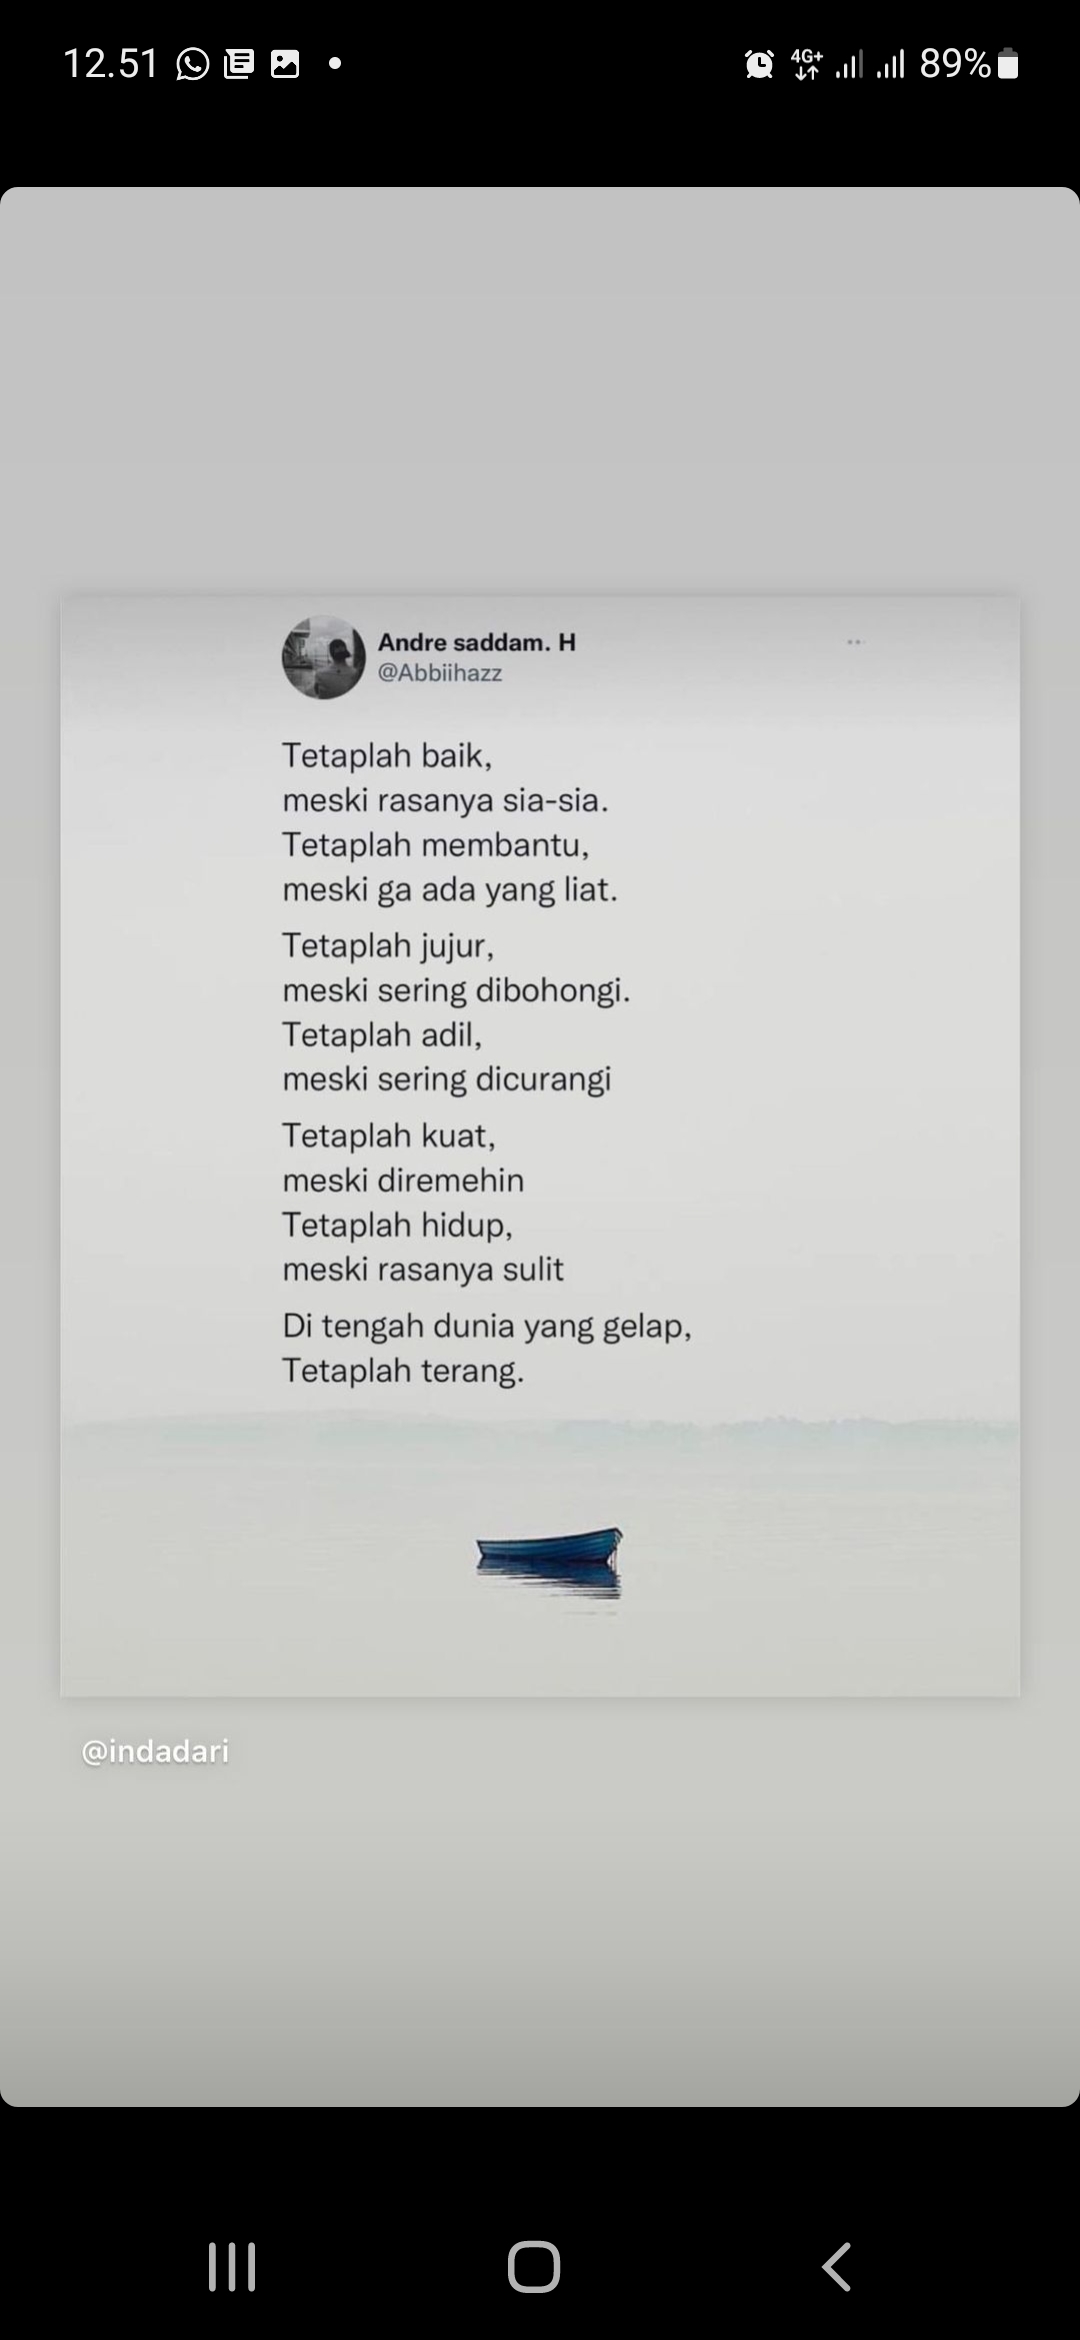 12.51
4G+
89%
Andre saddam. H
@Abbiihazz
Tetaplah baik,
meski rasanya sia-sia.
Tetaplah membantu,
meski ga ada yang liat.
Tetaplah jujur,
meski sering dibohongi.
Tetaplah adil,
meski sering dicurangi
Tetaplah kuat,
meski diremehin
Tetaplah hidup,
meski rasanya sulit
Di tengah dunia yang gelap,
Tetaplah terang.
@indadari